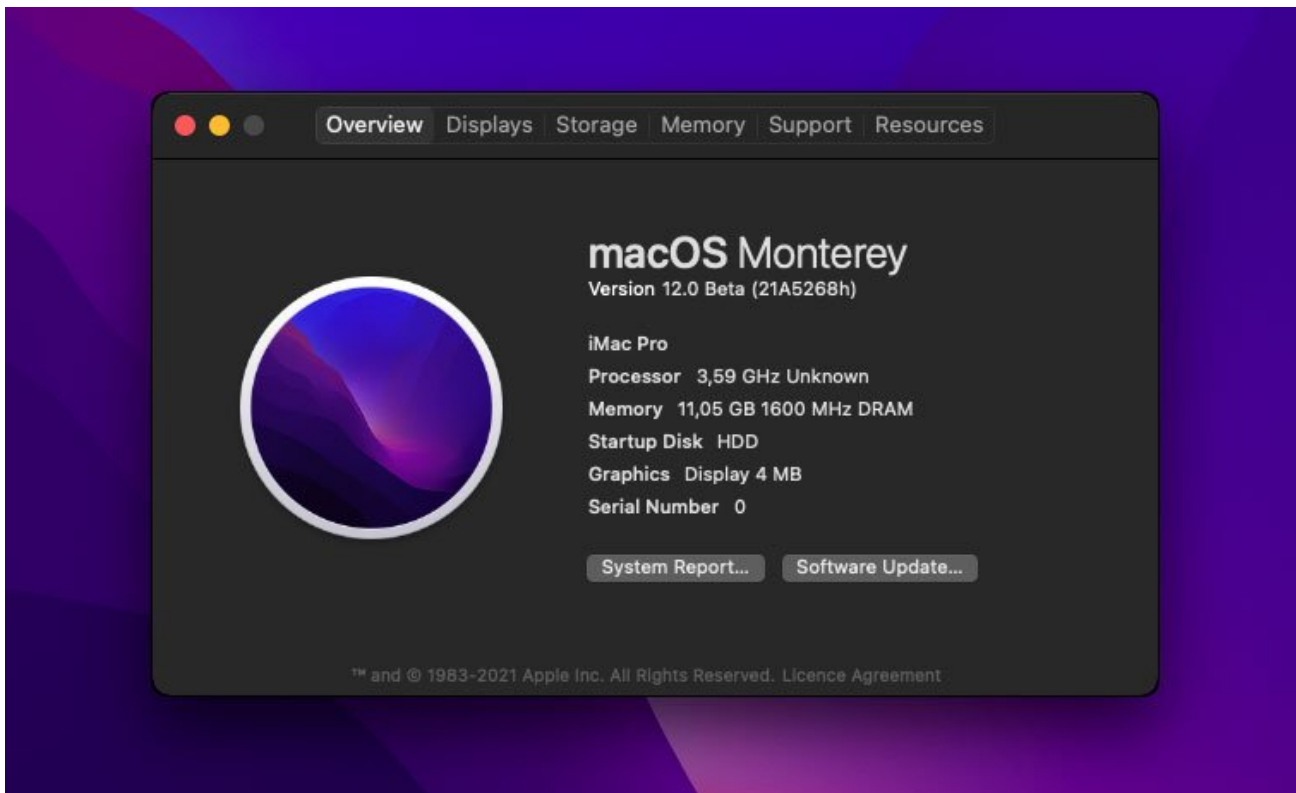 Overview Displays Storage Memory Support Resources
macOS Monterey
Version 12.0 Beta (21A5268h)
iMac Pro
Processor 3,59 GHz Unknown
Memory 11,05 GB 1600 MHz DRAM
Startup Disk HDD
Graphics Display 4 MB
Serial Number 0
System Report... Software Update...
™ and © 1983-2021 Apple Inc. All Rights Reserved. Licence Agreement